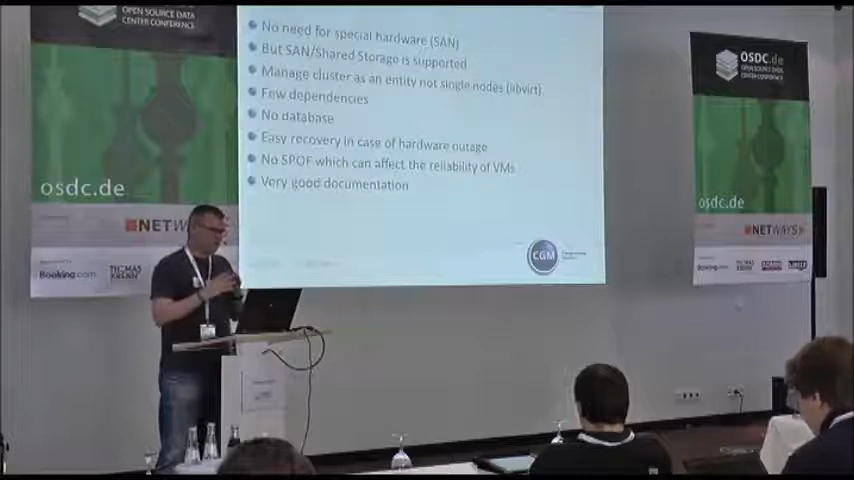 OPEN SOURCE DATA
CENTER CONFERENCE
osdc.de
NETWAYS
Booking.com
THOMAS
KRENN
No need for special hardware (SAN)
But SAN/Shared Storage is supported
Manage cluster as an entity not single nodes (libvirt)
Few dependencies
No database
Easy recovery in case of hardware outage
No SPOF which can affect the reliability of VMs
Very good documentation
CGM
OSDC.de
OPEN SOURCE DATA
CENTER CONFERENCE
osdc.de
NETWAYS
Booking.com